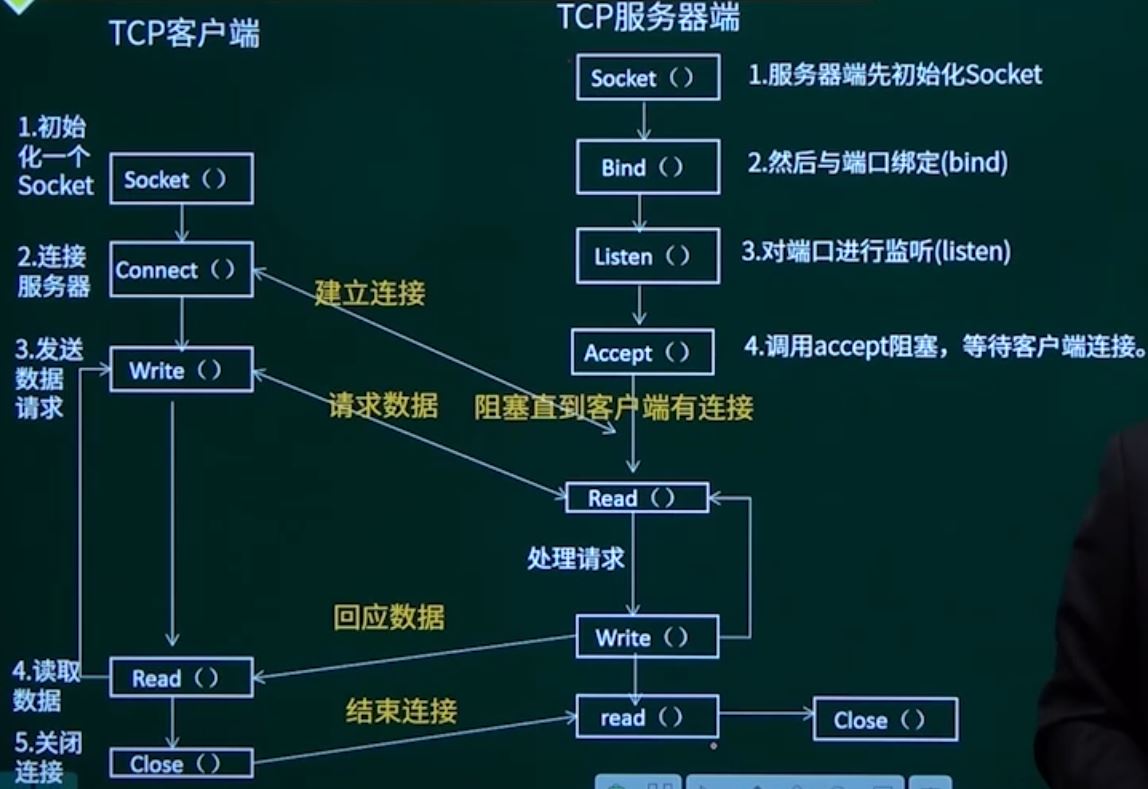 TCP客户端
TCP服务器端
Socket（）
1.服务器端先初始化Socket
Bind（）
2.然后与端口绑定(bind)
Listen（）
3.对端口进行监听(listen)
Accept（）
4.调用accept阻塞，等待客户端连接。
1.初始
化一个
Socket
Socket（）
2.连接
服务器
Connect（）
建立连接
3.发送
数据
请求
Write（）
请求数据
阻塞直到客户端有连接
Read（）
处理请求
回应数据
Write（）
4.读取
数据
Read（）
结束连接
read（）
Close（）
5.关闭
连接
Close（）